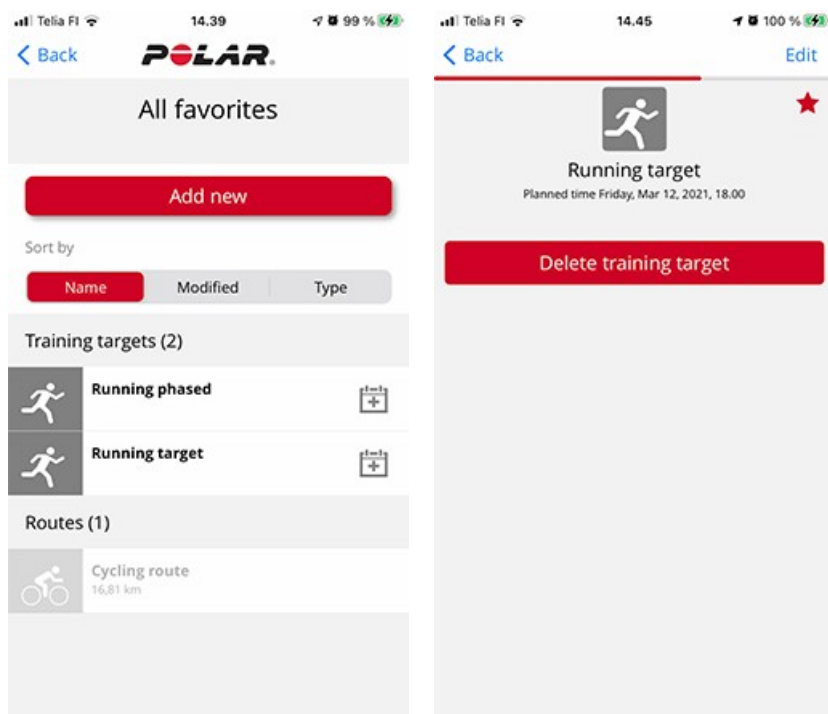 Telia FI 14.39 99 %
Back POLAR.
All favorites
Add new
Sort by
Name Modified Type
Training targets (2)
Running phased
Running target
Routes (1)
Cycling route
16,81 km
Telia FI 14.45 100 %
Back Edit
Running target
Planned time Friday, Mar 12, 2021, 18.00
Delete training target